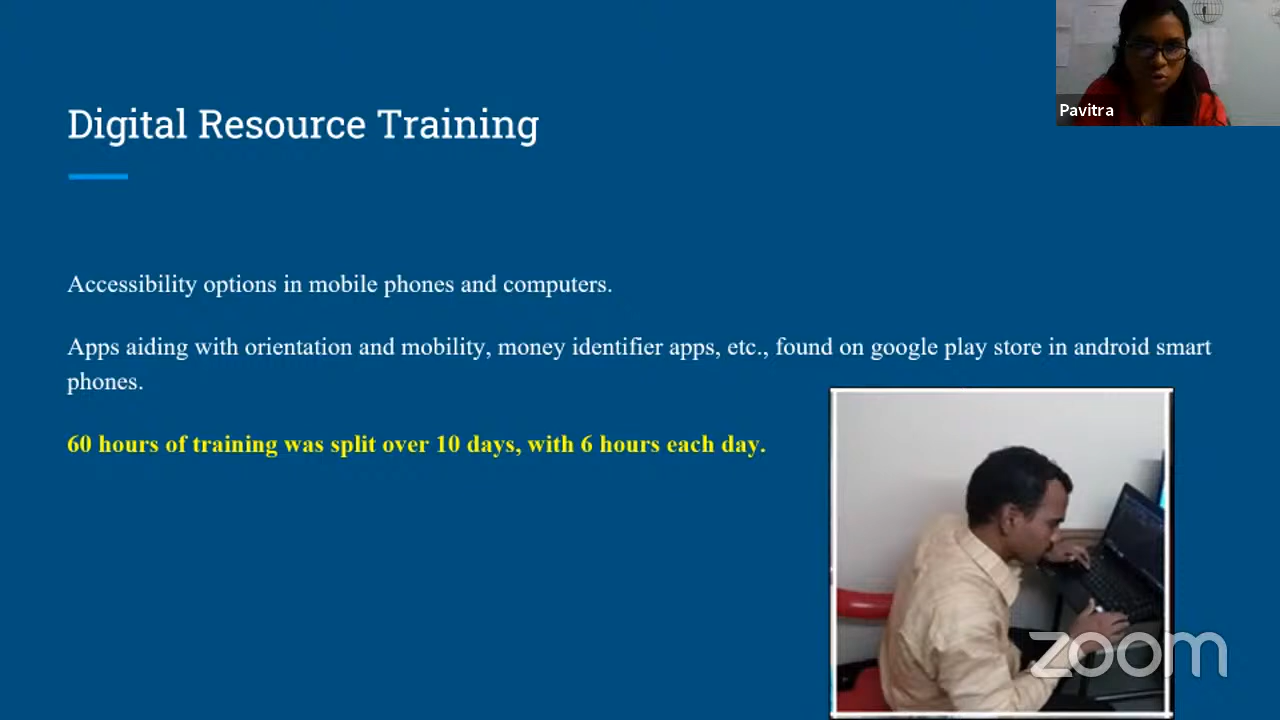 Pavitra
Digital Resource Training
Accessibility options in mobile phones and computers.
Apps aiding with orientation and mobility, money identifier apps, etc., found on google play store in android smart
phones.
60 hours of training was split over 10 days, with 6 hours each day.
zoom